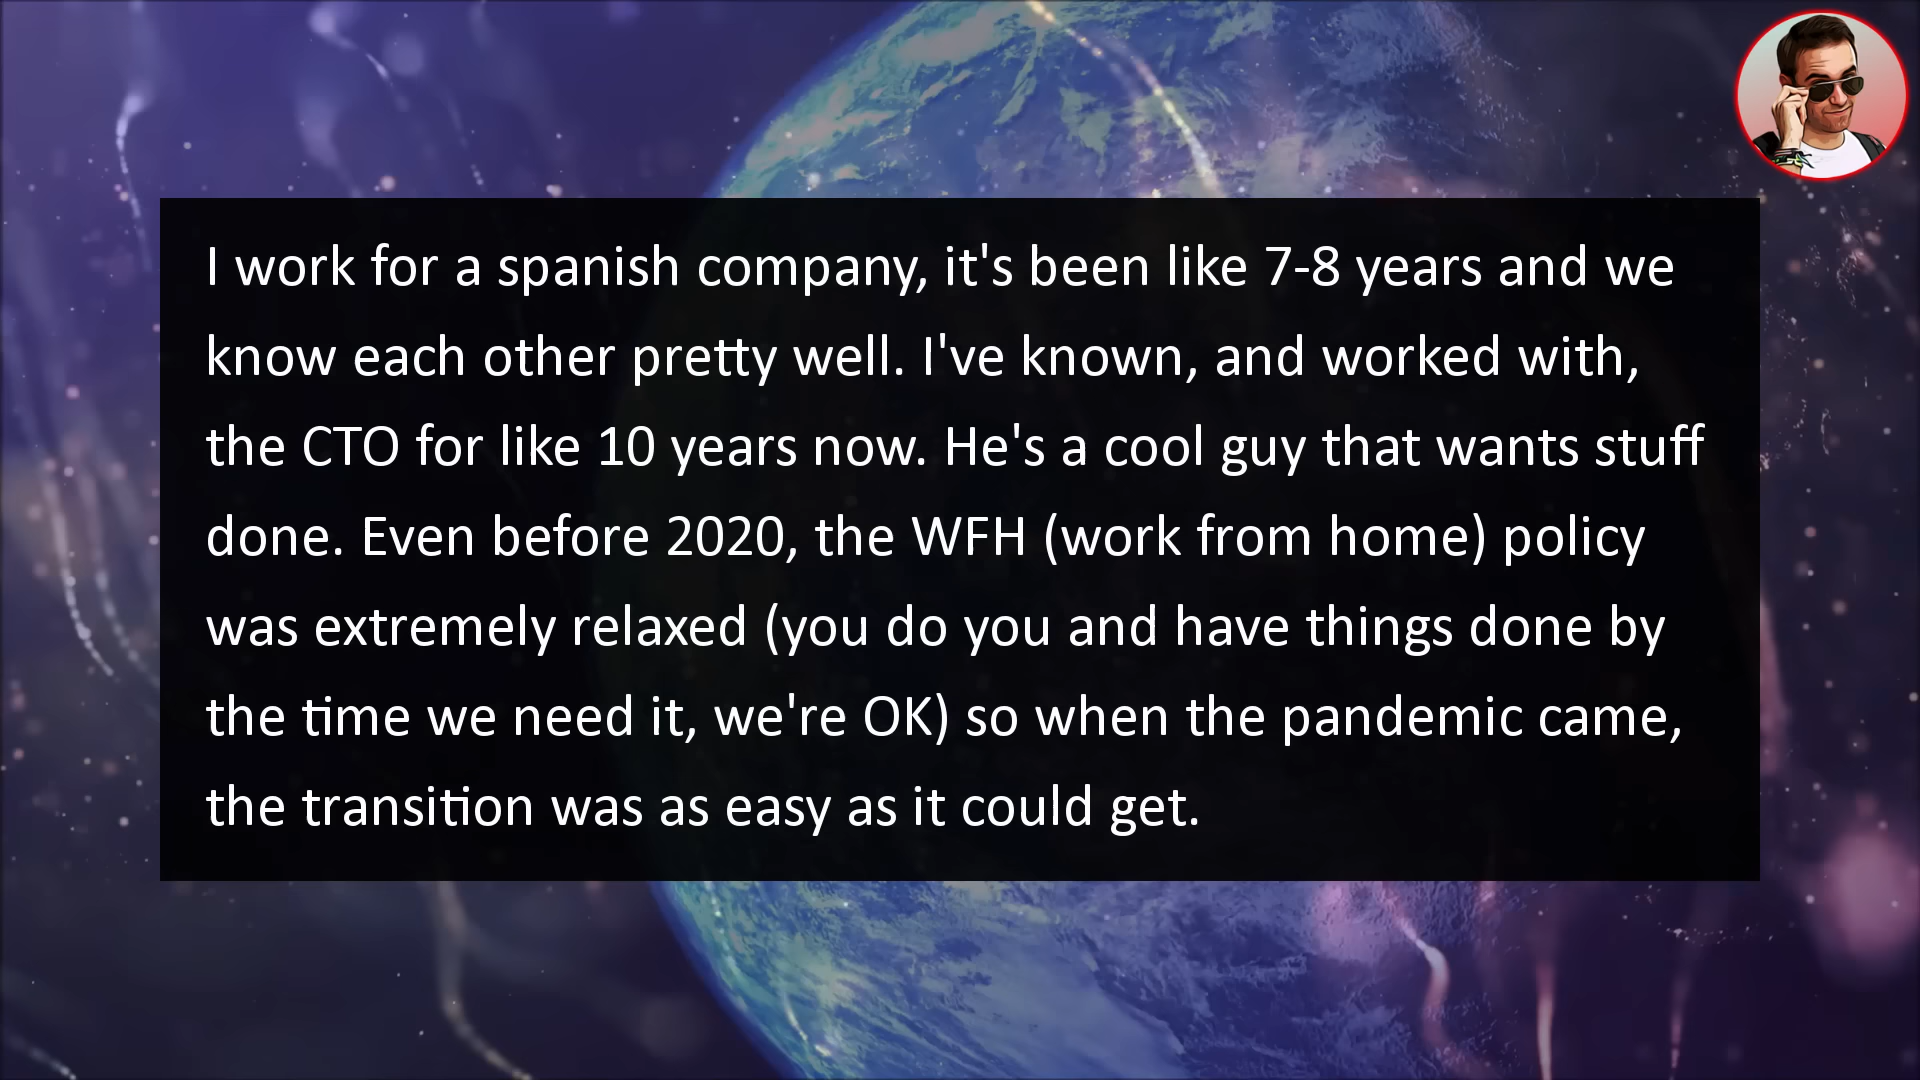 I work for a spanish company, it's been like 7-8 years and we
know each other pretty well. I've known, and worked with,
the CTO for like 10 years now. He's a cool guy that wants stuff
done. Even before 2020, the WFH (work from home) policy
was extremely relaxed (you do you and have things done by
the time we need it, we're OK) so when the pandemic came,
the transition was as easy as it could get.